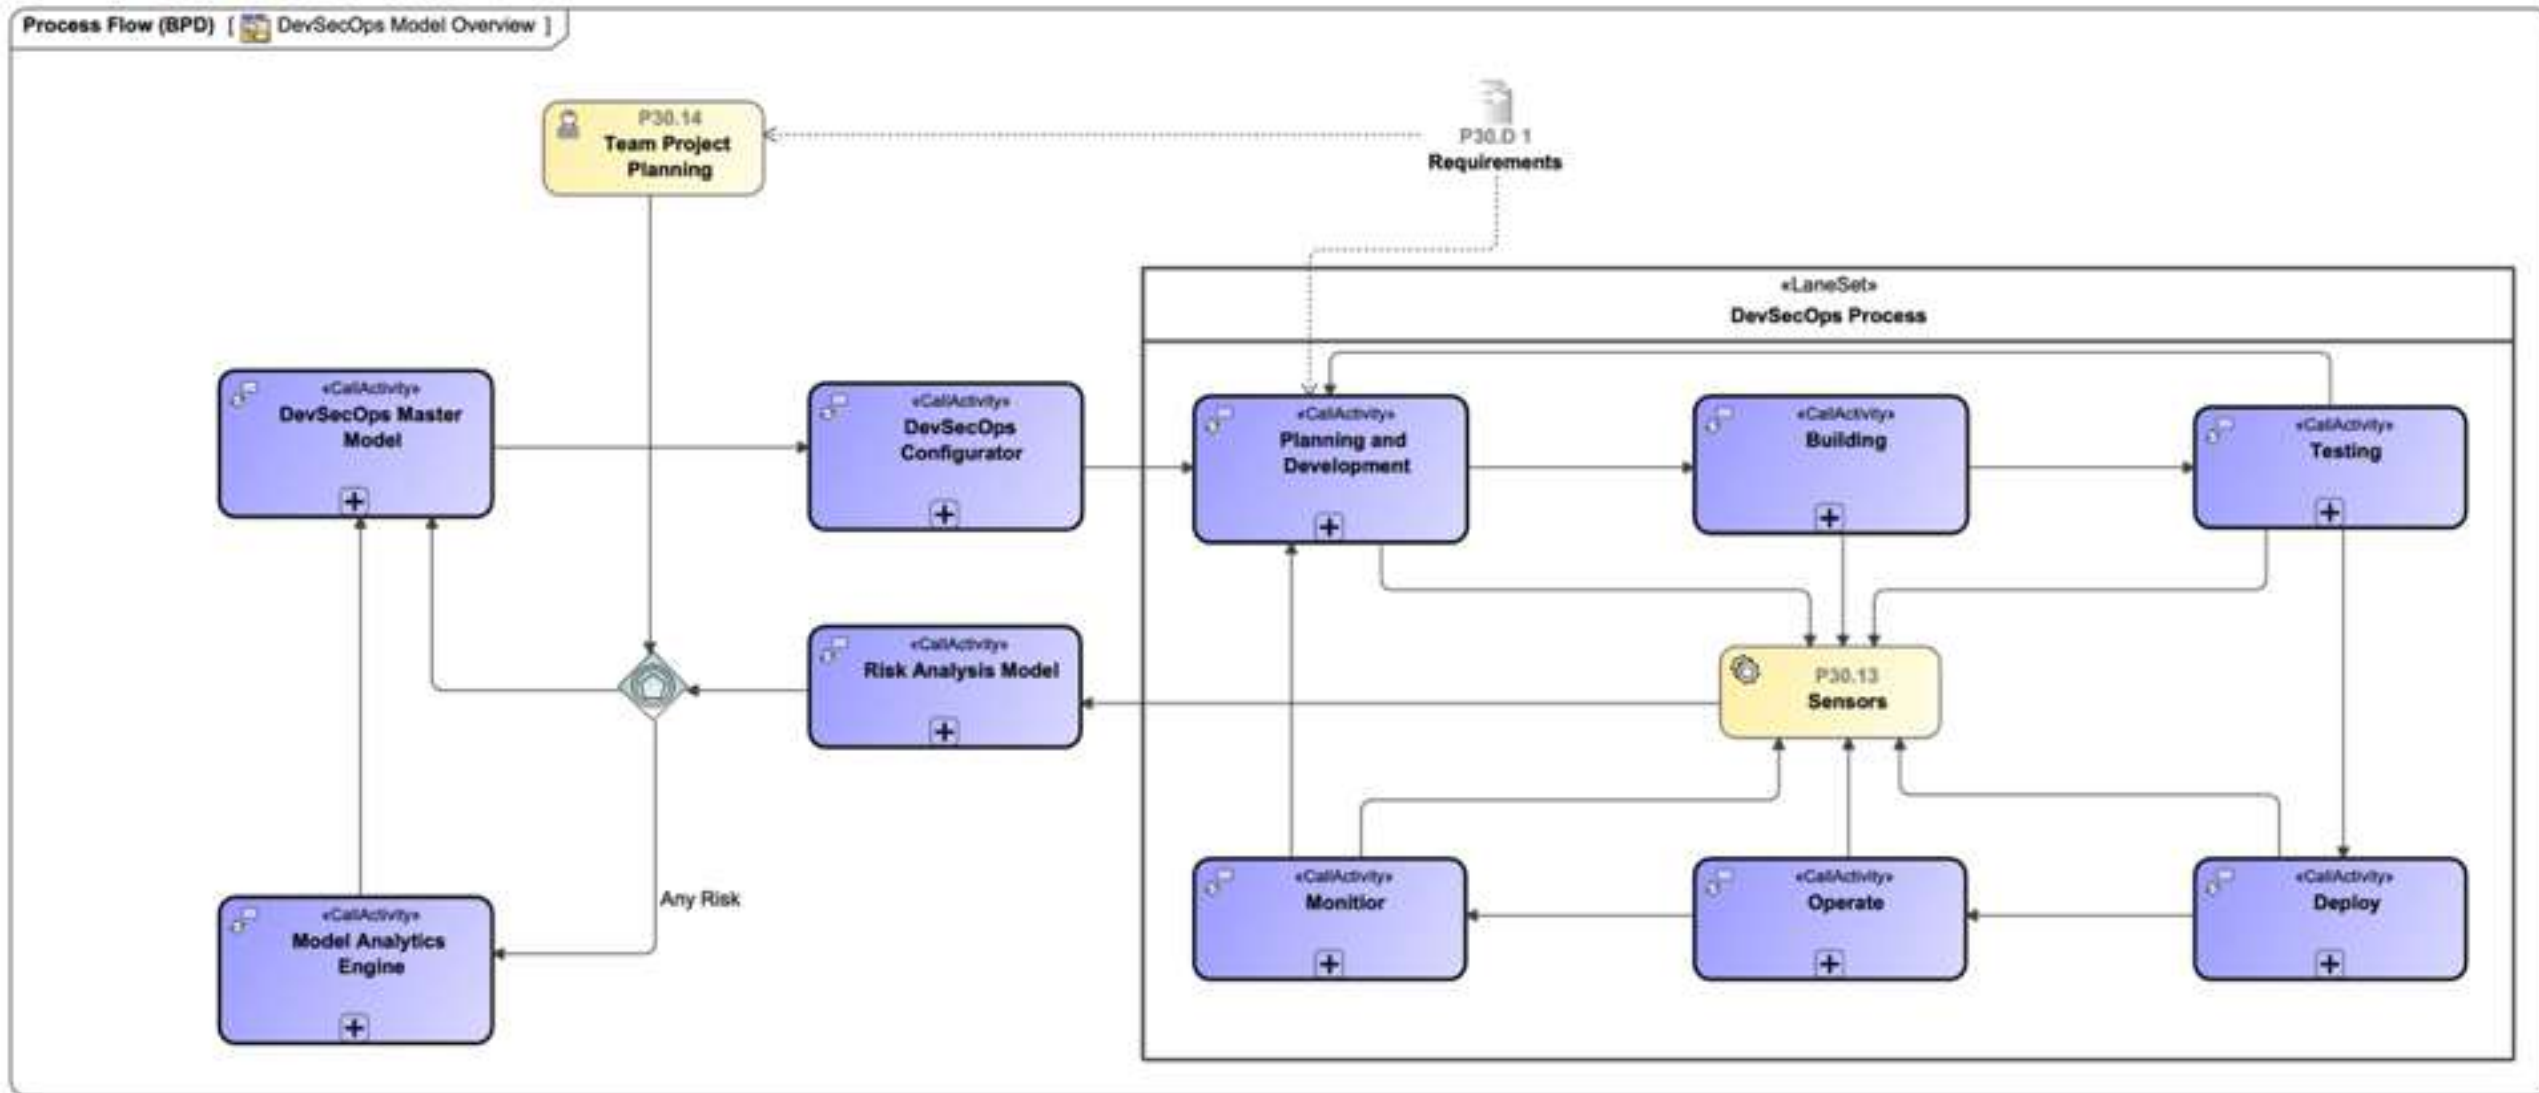 Process Flow (BPD) [ DevSecOps Model Overview ]
P30.14
Team Project
Planning
P30.D 1
Requirements
«LaneSet»
DevSecOps Process
«CallActivity»
DevSecOps Master
Model
«CallActivity»
DevSecOps
Configurator
«CallActivity»
Planning and
Development
«CallActivity»
Building
«CallActivity»
Testing
«CallActivity»
Risk Analysis Model
P30.13
Sensors
Any Risk
«CallActivity»
Model Analytics
Engine
«CallActivity»
Monitior
«CallActivity»
Operate
«CallActivity»
Deploy